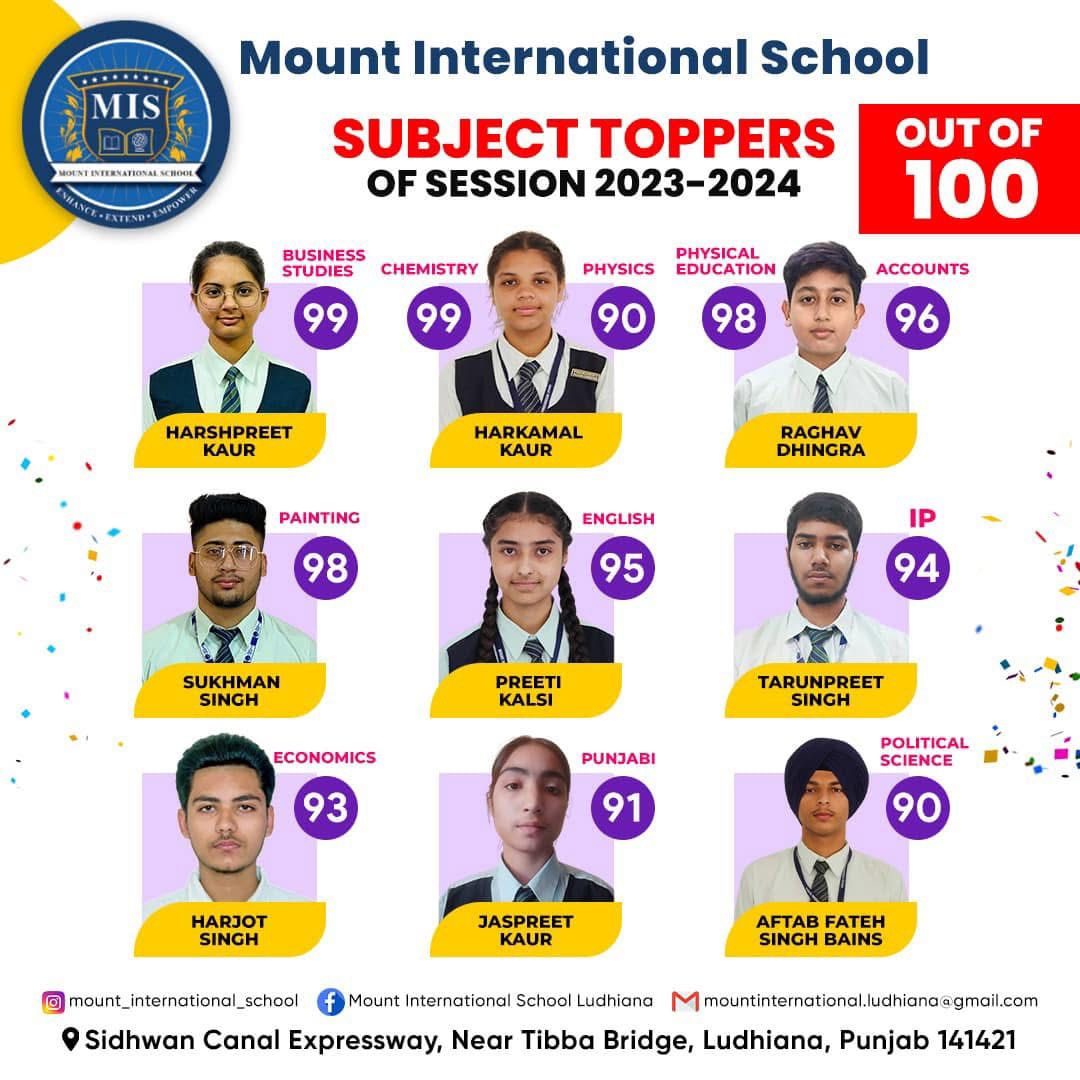 MIS
MOUNT INTERNATIONAL SCHOOL
ENHANCE • EXTEND • EMPOWER
Mount International School
SUBJECT TOPPERS
OF SESSION 2023-2024
OUT OF
100
BUSINESS
STUDIES
99
HARSHPREET
KAUR
CHEMISTRY
99
PHYSICS
90
HARKAMAL
KAUR
PHYSICAL
EDUCATION
98
ACCOUNTS
96
RAGHAV
DHINGRA
PAINTING
98
SUKHMAN
SINGH
ENGLISH
95
PREETI
KALSI
IP
94
TARUNPREET
SINGH
ECONOMICS
93
HARJOT
SINGH
PUNJABI
91
JASPREET
KAUR
POLITICAL
SCIENCE
90
AFTAB FATEH
SINGH BAINS
mount_international_school
Mount International School Ludhiana
mountinternational.ludhiana@gmail.com
Sidhwan Canal Expressway, Near Tibba Bridge, Ludhiana, Punjab 141421